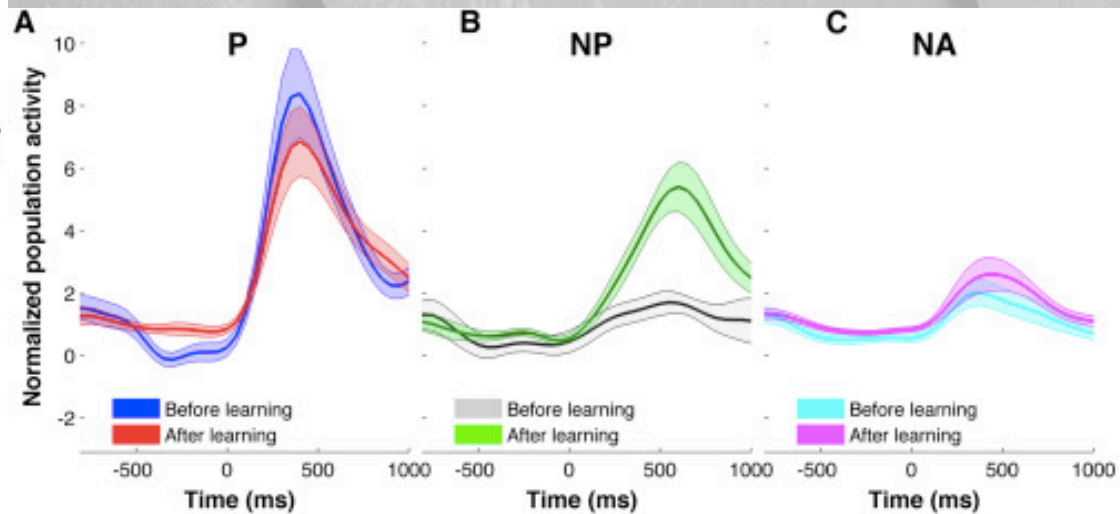 A P B NP C NA
Normalized population activity
10
8
6
4
2
0
-2
Before learning
After learning
Before learning
After learning
Before learning
After learning
-500 0 500 1000 -500 0 500 1000 -500 0 500 1000
Time (ms) Time (ms) Time (ms)